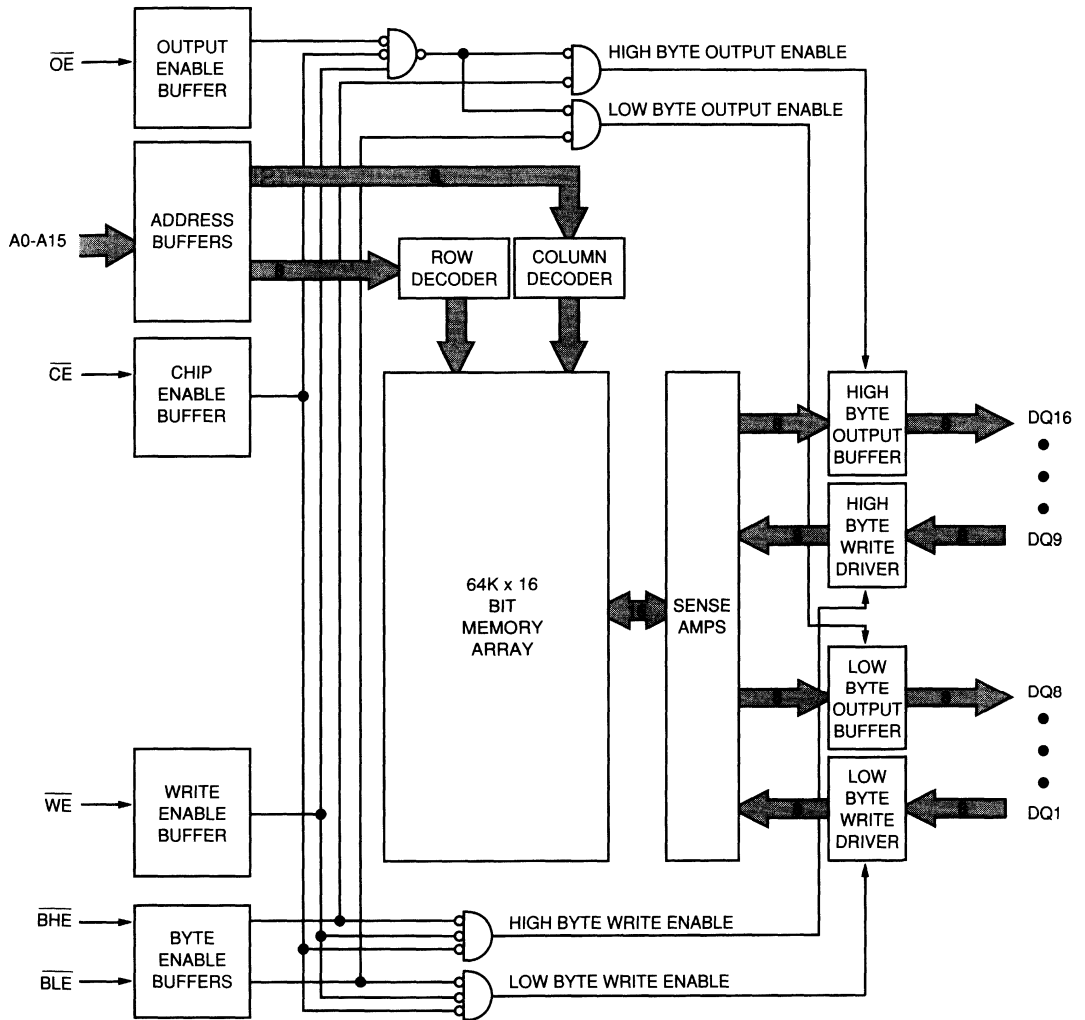 OUTPUT
ENABLE
BUFFER
OE
HIGH BYTE OUTPUT ENABLE
LOW BYTE OUTPUT ENABLE
A0-A15
ADDRESS
BUFFERS
ROW
DECODER
COLUMN
DECODER
CE
CHIP
ENABLE
BUFFER
64K x 16
BIT
MEMORY
ARRAY
SENSE
AMPS
HIGH
BYTE
OUTPUT
BUFFER
DQ16
HIGH
BYTE
WRITE
DRIVER
DQ9
LOW
BYTE
OUTPUT
BUFFER
DQ8
LOW
BYTE
WRITE
DRIVER
DQ1
WE
WRITE
ENABLE
BUFFER
BHE
BLE
BYTE
ENABLE
BUFFERS
HIGH BYTE WRITE ENABLE
LOW BYTE WRITE ENABLE